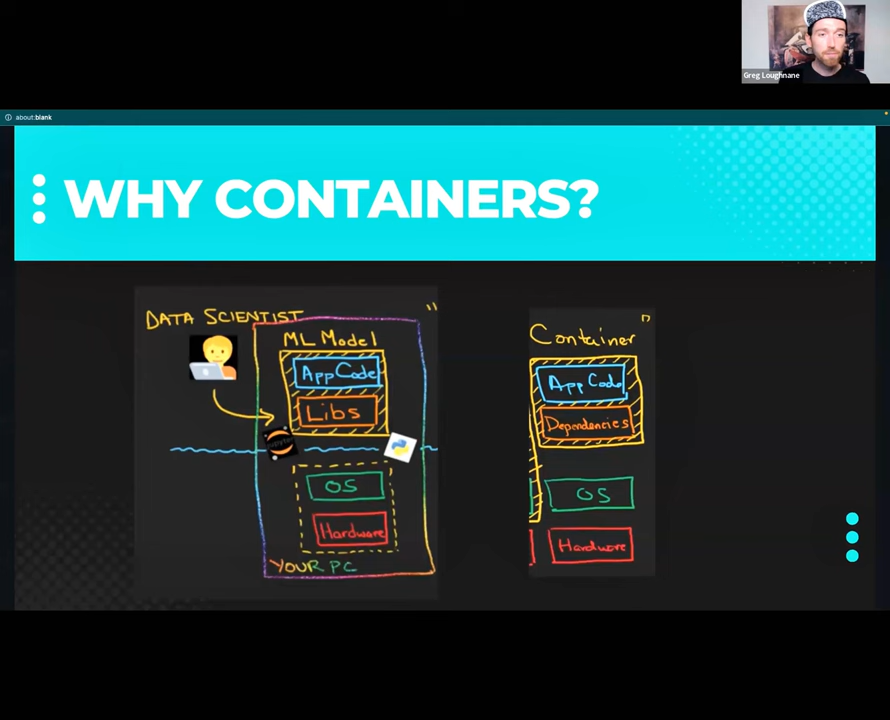 Greg Loughnane
about:blank
WHY CONTAINERS?
DATA SCIENTIST
ML Model
App Code
Libs
jupyter
OS
Hardware
YOUR PC
Container
App Code
Dependencies
OS
Hardware